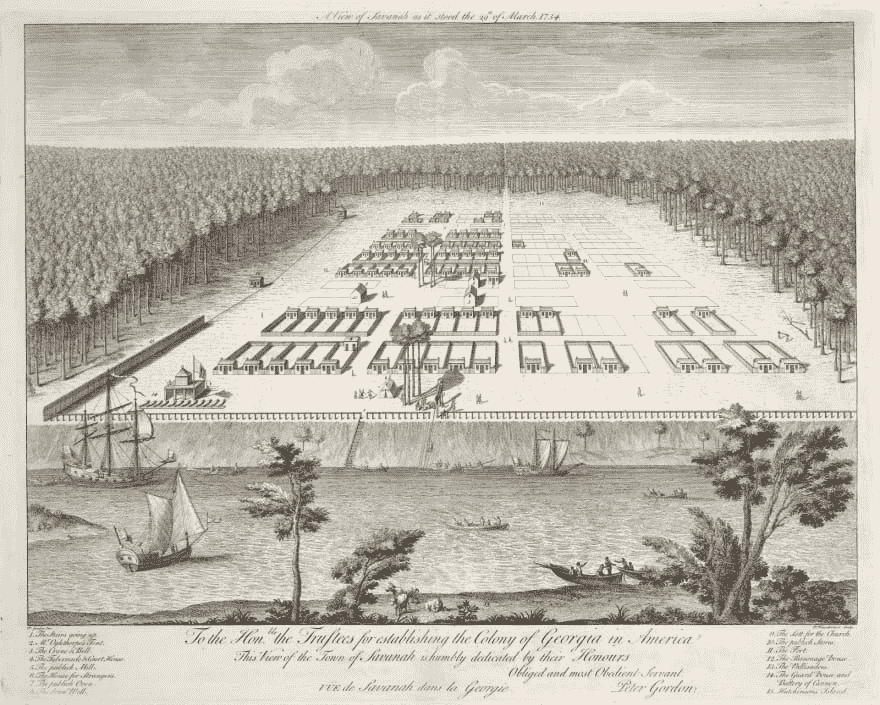 A View of Savanah as it stood the 29th of March, 1734.
1. The Stairs going up.
2. Mr. Oglethorpe's Tent.
3. The Crane & Bell.
4. The Tabernacle & Court House.
5. The publick Mill.
6. The House for Strangers.
7. The publick Oven.
8. The draw Well.
To the Honble the Trustees for establishing the Colony of Georgia in America
This View of the Town of Savanah is humbly dedicated by their Honours
Obliged and most Obedient Servant
VUE de Savanah dans la Georgie
Peter Gordon.
9. The Lott for the Church.
10. The publick Stores.
11. The Fort.
12. The Parsonage House.
13. The Pallisadoes.
14. The Guard House and
Battery of Cannon.
15. Hutchinsons Island.